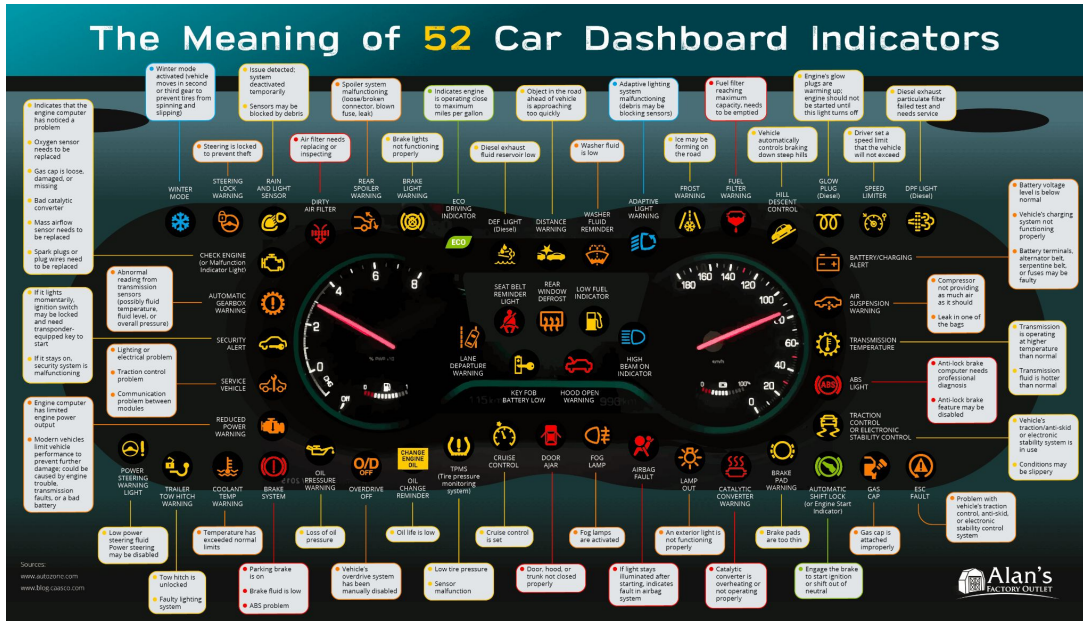 The Meaning of 52 Car Dashboard Indicators
Indicates that the
engine computer
has noticed a
problem
Oxygen sensor
needs to be
replaced
Gas cap is loose,
damaged, or
missing
Bad catalytic
converter
Mass airflow
sensor needs to
be replaced
Spark plugs or
plug wires need
to be replaced
Winter mode
activated (vehicle
moves in second
or third gear to
prevent tires from
spinning and
slipping)
WINTER
MODE
Steering is locked
to prevent theft
STEERING
LOCK
WARNING
Issue detected;
system
deactivated
temporarily
Sensors may be
blocked by debris
RAIN
AND LIGHT
SENSOR
Air filter needs
replacing or
inspecting
DIRTY
AIR FILTER
Spoiler system
malfunctioning
(loose/broken
connector, blown
fuse, leak)
REAR
SPOILER
WARNING
Brake lights
not functioning
properly
BRAKE
LIGHT
WARNING
Indicates engine
is operating close
to maximum
miles per gallon
ECO
DRIVING
INDICATOR
ECO
Diesel exhaust
fluid reservoir low
DEF LIGHT
(Diesel)
Object in the road
ahead of vehicle
is approaching
too quickly
DISTANCE
WARNING
Washer fluid
is low
WASHER
FLUID
REMINDER
Adaptive lighting
system
malfunctioning
(debris may be
blocking sensors)
ADAPTIVE
LIGHT
WARNING
Ice may be
forming on
the road
FROST
WARNING
Fuel filter
reaching
maximum
capacity, needs
to be emptied
FUEL
FILTER
WARNING
Vehicle
automatically
controls braking
down steep hills
HILL
DESCENT
CONTROL
Engine's glow
plugs are
warming up;
engine should not
be started until
this light turns off
GLOW
PLUG
(Diesel)
Driver set a
speed limit
that the vehicle
will not exceed
SPEED
LIMITER
Diesel exhaust
particulate filter
failed test and
needs service
DPF LIGHT
(Diesel)
CHECK ENGINE
(or Malfunction
Indicator Light)
Abnormal
reading from
transmission
sensors
(possibly fluid
temperature,
fluid level, or
overall pressure)
AUTOMATIC
GEARBOX
WARNING
If it lights
momentarily,
ignition switch
may be locked
and need
transponder-
equipped key to
start
If it stays on,
security system is
malfunctioning
SECURITY
ALERT
Lighting or
electrical problem
Traction control
problem
Communication
problem between
modules
SERVICE
VEHICLE
Engine computer
has limited
engine power
output
Modern vehicles
limit vehicle
performance to
prevent further
damage; could be
caused by engine
trouble,
transmission
faults, or a bad
battery
REDUCED
POWER
WARNING
2
4
6
8
Off
SEAT BELT
REMINDER
LIGHT
REAR
WINDOW
DEFROST
LOW FUEL
INDICATOR
LANE
DEPARTURE
WARNING
KEY FOB
BATTERY LOW
HOOD OPEN
WARNING
HIGH
BEAM ON
INDICATOR
180
160
140
120
100
60
40
20
0
Battery voltage
level is below
normal
Vehicle's charging
system not
functioning
properly
Battery terminals,
alternator belt,
serpentine belt,
or fuses may be
faulty
BATTERY/CHARGING
ALERT
Compressor
not providing
as much air
as it should
Leak in one of
the bags
AIR
SUSPENSION
WARNING
Transmission
is operating
at higher
temperature
than normal
Transmission
fluid is hotter
than normal
TRANSMISSION
TEMPERATURE
Anti-lock brake
computer needs
professional
diagnosis
Anti-lock brake
feature may be
disabled
ABS
ABS
LIGHT
Vehicle's
traction/anti-skid
or electronic
stability system is
in use
Conditions may
be slippery
TRACTION
CONTROL
OR ELECTRONIC
STABILITY CONTROL
POWER
STEERING
WARNING
LIGHT
Low power
steering fluid
Power steering
may be disabled
TRAILER
TOW HITCH
WARNING
Tow hitch is
unlocked
Faulty lighting
system
COOLANT
TEMP
WARNING
Temperature has
exceeded normal
limits
BRAKE
SYSTEM
Parking brake
is on
Brake fluid is low
ABS problem
OIL
PRESSURE
WARNING
Loss of oil
pressure
O/D
OFF
OVERDRIVE
OFF
Vehicle's
overdrive system
has been
manually disabled
CHANGE
ENGINE
OIL
OIL
CHANGE
REMINDER
Oil life is low
TPMS
(Tire pressure
monitoring
system)
Low tire pressure
Sensor
malfunction
CRUISE
CONTROL
Cruise control
is set
DOOR
AJAR
Door, hood, or
trunk not closed
properly
FOG
LAMP
Fog lamps
are activated
AIRBAG
FAULT
If light stays
illuminated after
starting, indicates
fault in airbag
system
LAMP
OUT
An exterior light is
not functioning
properly
CATALYTIC
CONVERTER
WARNING
Catalytic
converter is
overheating or
not operating
properly
BRAKE
PAD
WARNING
Brake pads
are too thin
AUTOMATIC
SHIFT LOCK
(or Engine Start
Indicator)
Engage the brake
to start ignition
or shift out of
neutral
GAS
CAP
Gas cap is
attached
improperly
ESC
FAULT
Problem with
vehicle's traction
control, anti-skid,
or electronic
stability control
system
Sources:
www.autozone.com
www.blog.caasco.com
Alan's
FACTORY OUTLET